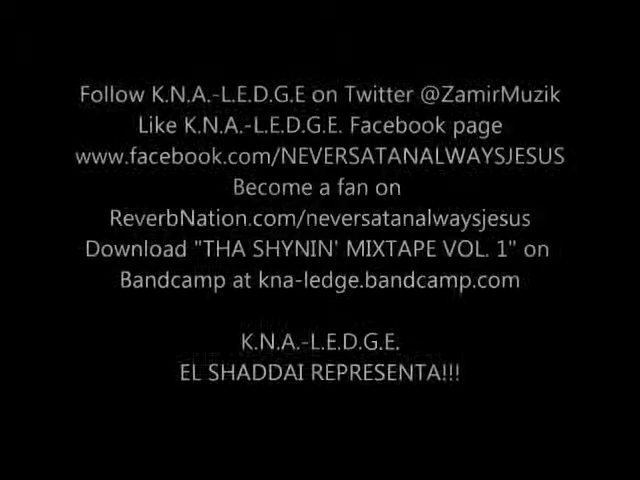 Follow K.N.A.-L.E.D.G.E on Twitter @ZamirMuzik
Like K.N.A.-L.E.D.G.E. Facebook page
www.facebook.com/NEVERSATANALWAYSJESUS
Become a fan on
ReverbNation.com/neversatanalwaysjesus
Download "THA SHYNIN' MIXTAPE VOL. 1" on
Bandcamp at kna-ledge.bandcamp.com
K.N.A.-L.E.D.G.E.
EL SHADDAI REPRESENTA!!!